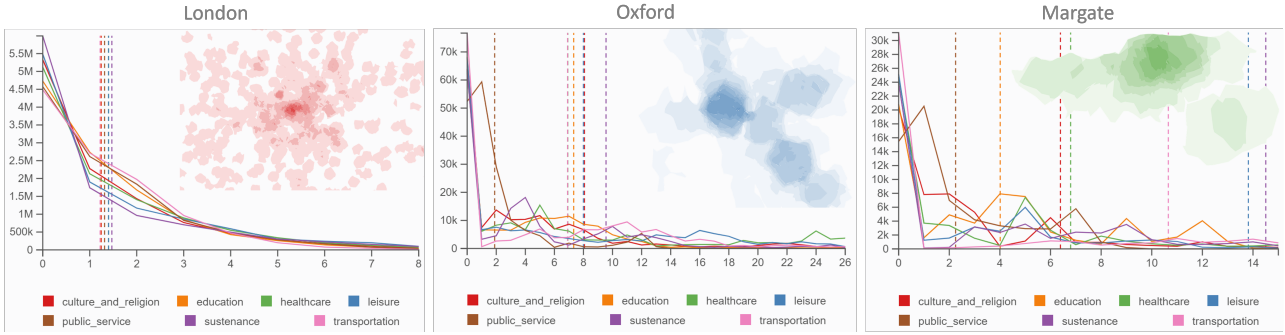 London
5.5M
5M
4.5M
4M
3.5M
3M
2.5M
2M
1.5M
1M
500k
0
0 1 2 3 4 5 6 7 8
culture_and_religion education healthcare leisure
public_service sustenance transportation
Oxford
70k
60k
50k
40k
30k
20k
10k
0
0 2 4 6 8 10 12 14 16 18 20 22 24 26
culture_and_religion education healthcare leisure
public_service sustenance transportation
Margate
30k
28k
26k
24k
22k
20k
18k
16k
14k
12k
10k
8k
6k
4k
2k
0
0 2 4 6 8 10 12 14
culture_and_religion education healthcare leisure
public_service sustenance transportation